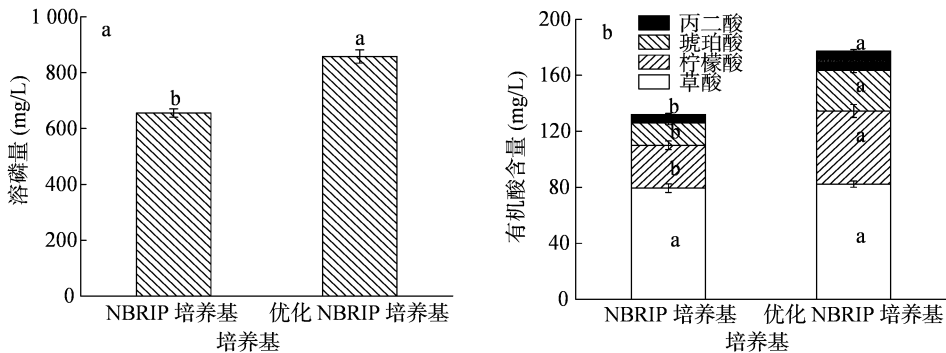 a
溶磷量 (mg/L)
1 000
800
600
400
200
0
b
a
NBRIP 培养基
优化 NBRIP 培养基
培养基
b
有机酸含量 (mg/L)
200
160
120
80
40
0
丙二酸
琥珀酸
柠檬酸
草酸
b
b
b
a
a
a
a
a
NBRIP 培养基
优化 NBRIP 培养基
培养基